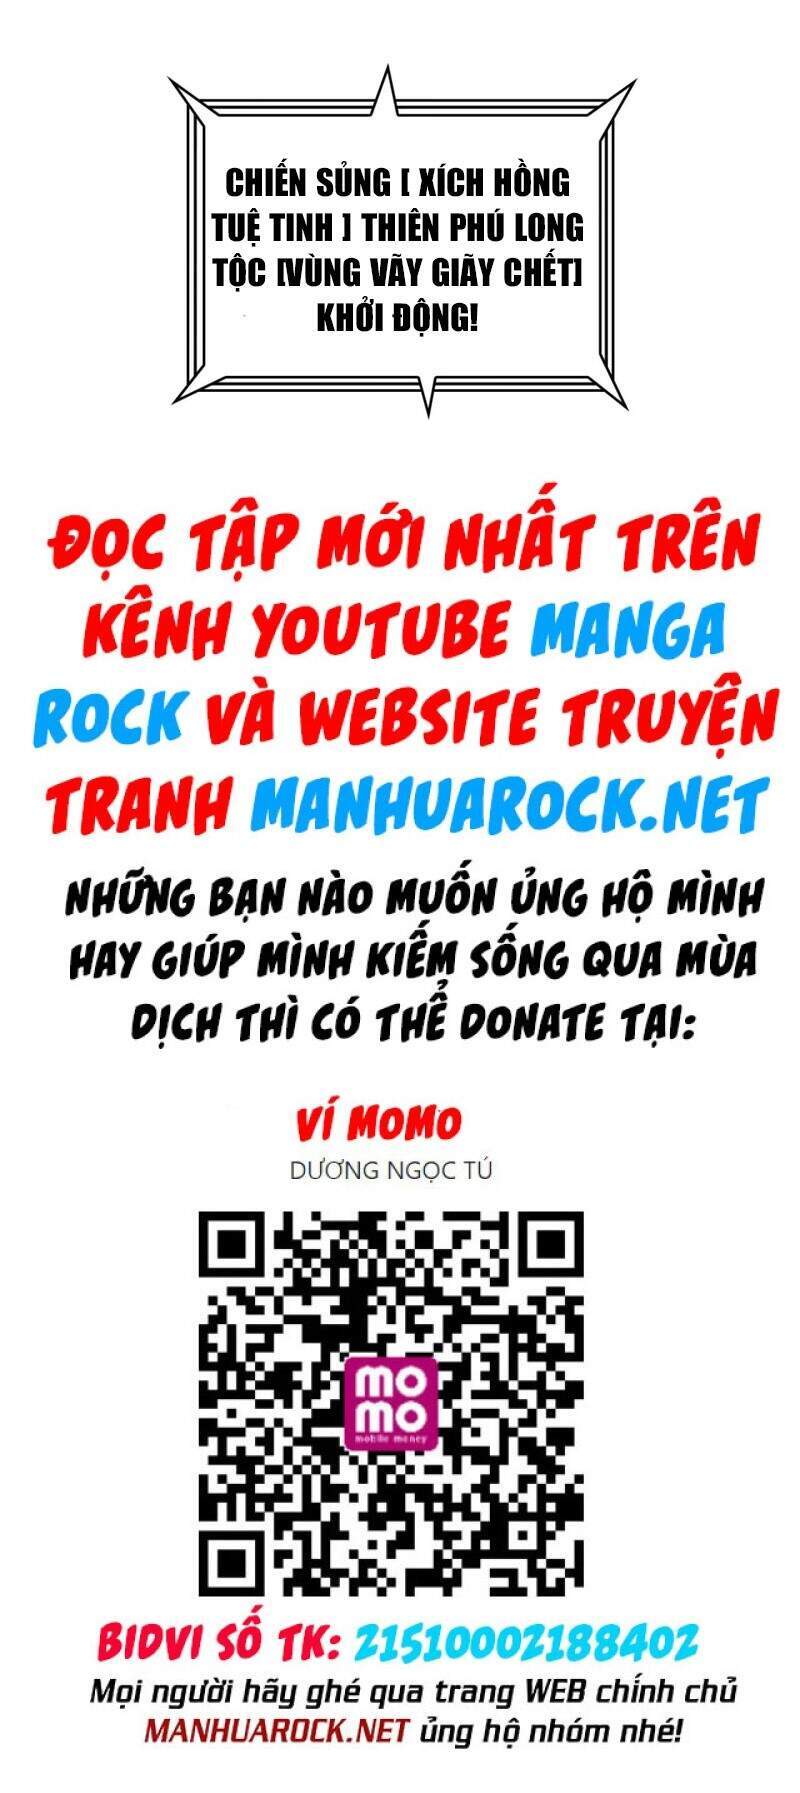 CHIẾN SỦNG [ XÍCH HỒNG
TUỆ TINH ] THIÊN PHÚ LONG
TỘC [VÙNG VẪY GIÃY CHẾT]
KHỞI ĐỘNG!
ĐỌC TẬP MỚI NHẤT TRÊN
KÊNH YOUTUBE MANGA
ROCK VÀ WEBSITE TRUYỆN
TRANH MANHUAROCK.NET
NHỮNG BẠN NÀO MUỐN ỦNG HỘ MÌNH
HAY GIÚP MÌNH KIẾM SỐNG QUA MÙA
DỊCH THÌ CÓ THỂ DONATE TẠI:
VÍ MOMO
DƯƠNG NGỌC TÚ
mo
mo
mobile money
BIDVI SỐ TK: 21510002188402
Mọi người hãy ghé qua trang WEB chính chủ
MANHUAROCK.NET ủng hộ nhóm nhé!